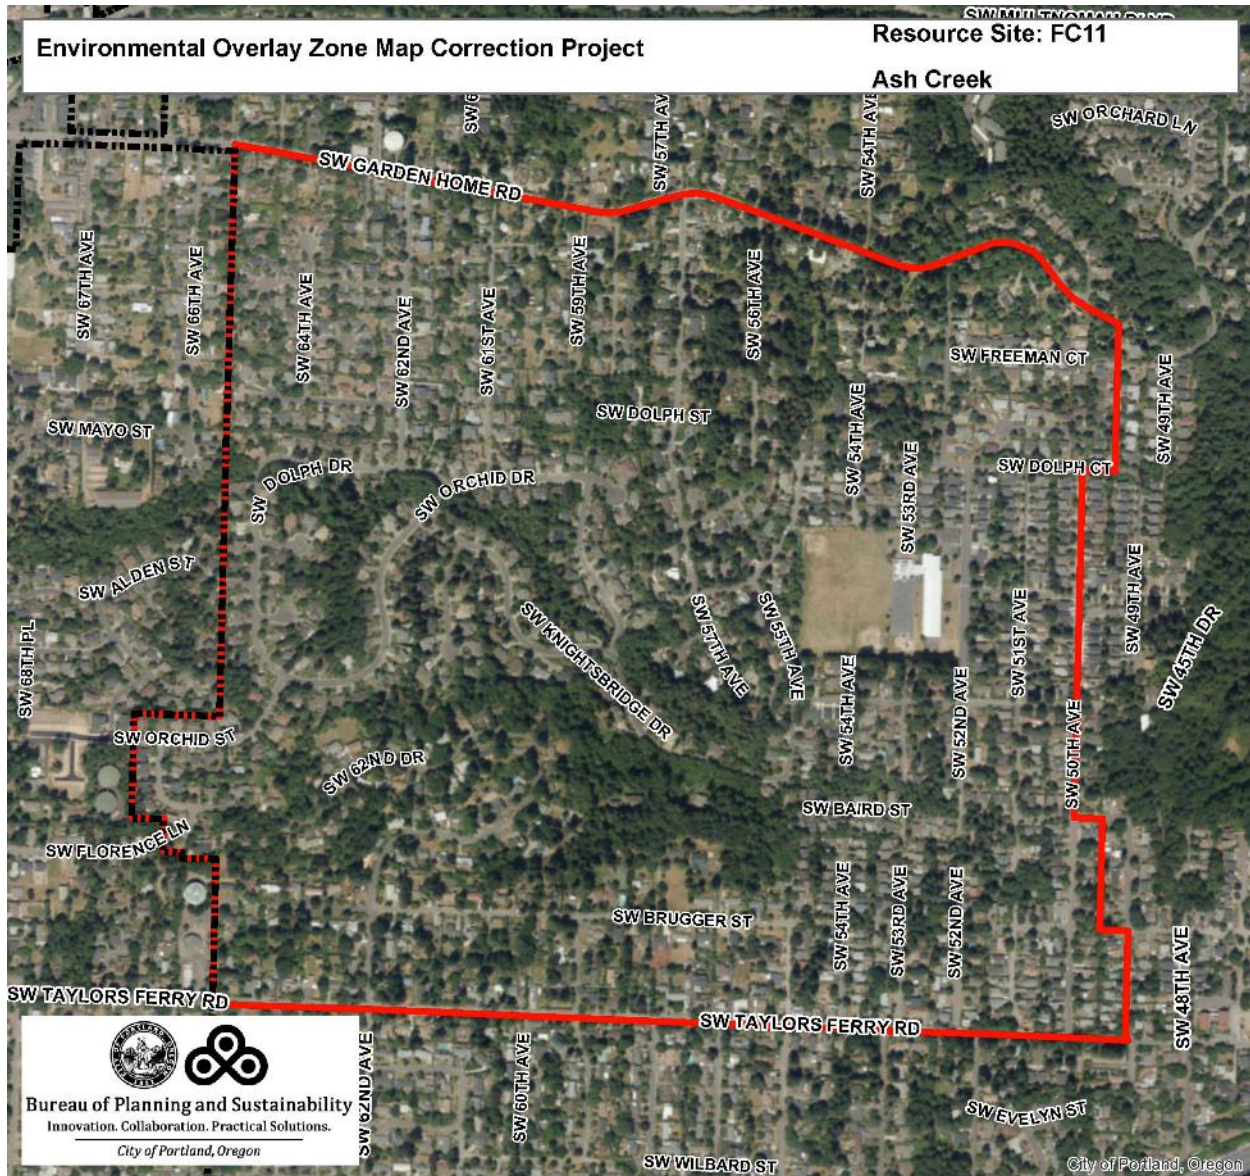 SW MULTNOMAH BLVD
Environmental Overlay Zone Map Correction Project
Resource Site: FC11
Ash Creek
SW ORCHARD LN
SW 57TH AV
SW 54TH AVE
SW GARDEN HOME RD
SW 67TH AVE
SW 66TH AVE
SW 64TH AVE
SW 62ND AVE
SW 61ST AVE
SW 59TH AVE
SW 56TH AVE
SW FREEMAN CT
SW 49TH AVE
SW MAYO ST
SW DOLPH ST
SW 54TH AVE
SW 53RD AVE
SW DOLPH CT
SW DOLPH DR
SW ORCHID DR
SW ALDEN ST
SW 49TH AVE
SW 51ST AVE
SW 45TH DR
SW KNIGHTSBRIDGE DR
SW 57TH AVE
SW 55TH AVE
SW 68TH PL
SW ORCHID ST
SW 62ND DR
SW 54TH AVE
SW 52ND AVE
SW 50TH AVE
SW BAIRD ST
SW FLORENCE LN
SW BRUGGER ST
SW 54TH AVE
SW 53RD AVE
SW 52ND AVE
SW 48TH AVE
SW TAYLORS FERRY RD
SW TAYLORS FERRY RD
SW 62ND AVE
SW 60TH AVE
SW EVELYN ST
SW WILBARD ST
Bureau of Planning and Sustainability
Innovation. Collaboration. Practical Solutions.
City of Portland, Oregon
City of Portland, Oregon